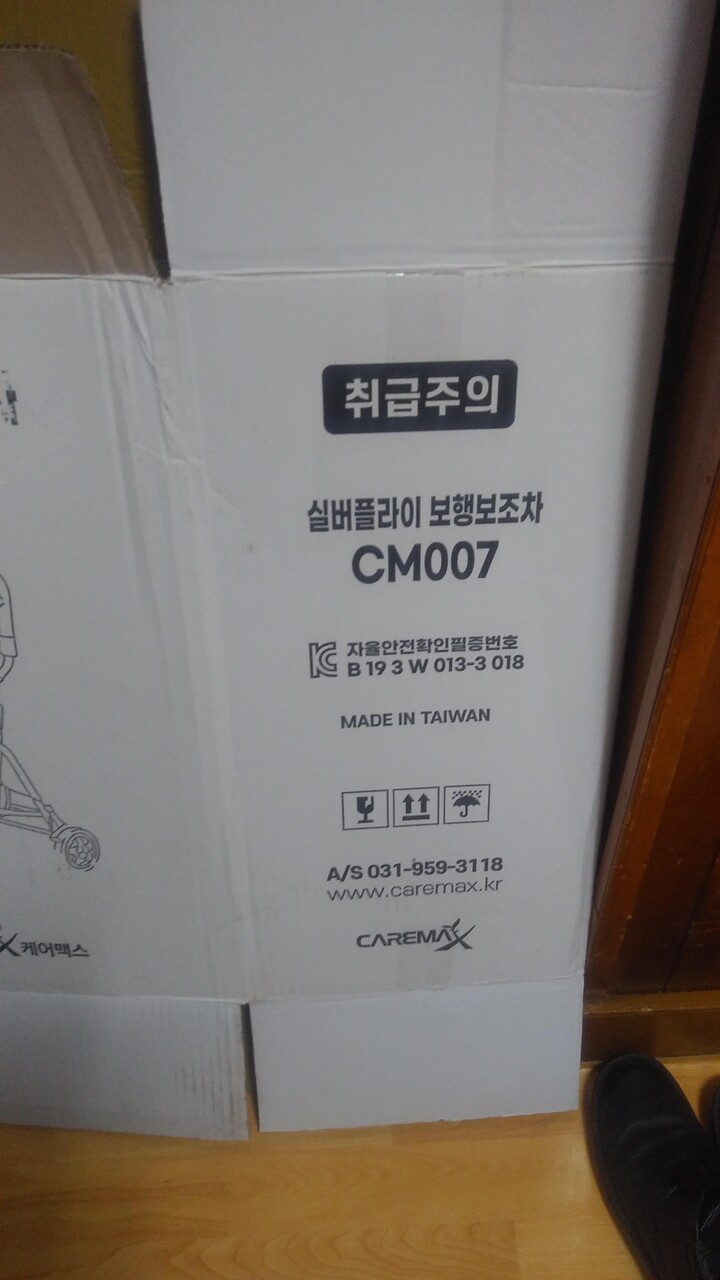 취급주의
실버플라이 보행보조차
CM007
자율안전확인필증번호
B 19 3 W 013-3 018
MADE IN TAIWAN
A/S 031-959-3118
www.caremax.kr
CAREMAX
X 케어맥스